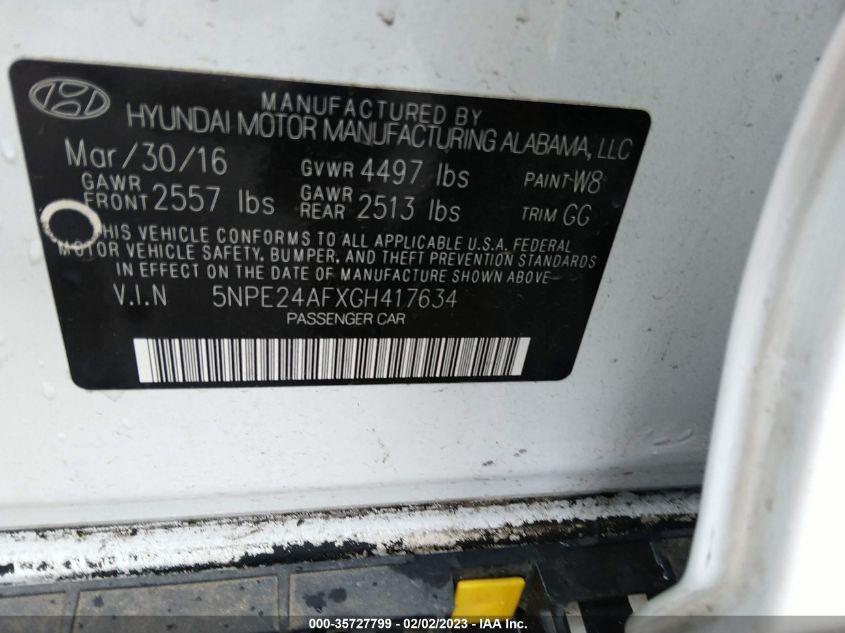 MANUFACTURED BY
HYUNDAI MOTOR MANUFACTURING ALABAMA, LLC
Mar/30/16 GVWR 4497 lbs PAINT W8
GAWR FRONT 2557 lbs GAWR REAR 2513 lbs TRIM GG
THIS VEHICLE CONFORMS TO ALL APPLICABLE U.S.A. FEDERAL
MOTOR VEHICLE SAFETY, BUMPER, AND THEFT PREVENTION STANDARDS
IN EFFECT ON THE DATE OF MANUFACTURE SHOWN ABOVE
V.I.N 5NPE24AFXGH417634
PASSENGER CAR
000-35727799 - 02/02/2023 - IAA Inc.